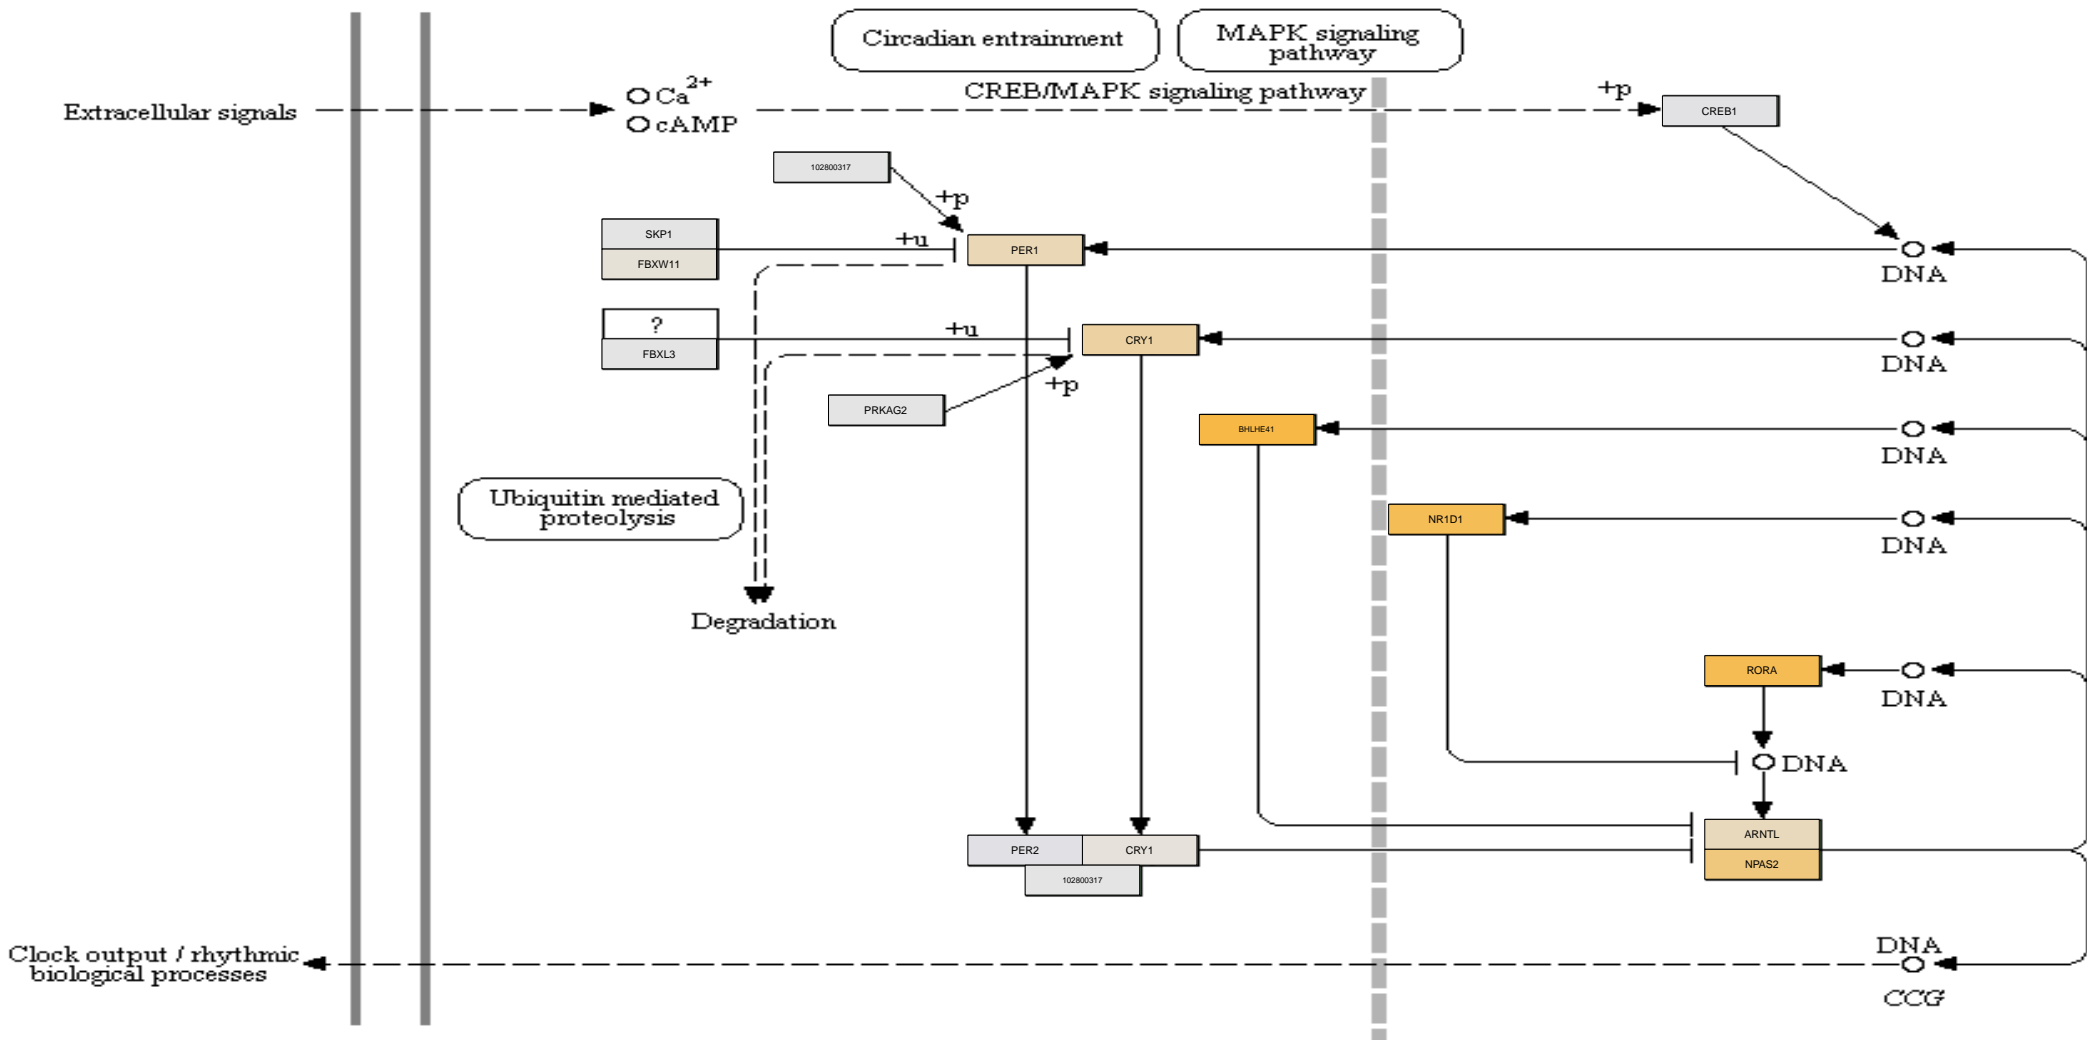 Circadian entrainment
MAPK signaling
pathway
Extracellular signals
Ca2+
cAMP
CREB/MAPK signaling pathway
+p
CREB1
102800317
+p
SKP1
FBXW11
+u
PER1
DNA
?
FBXL3
+u
CRY1
DNA
+p
PRKAG2
BHLHE41
DNA
Ubiquitin mediated
proteolysis
NR1D1
DNA
Degradation
RORA
DNA
DNA
ARNTL
NPAS2
PER2
CRY1
102800317
Clock output / rhythmic
biological processes
DNA
CCG